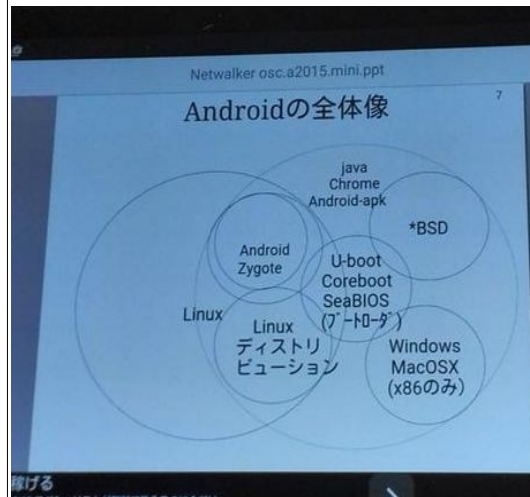 Netwalker osc.a2015.mini.ppt
7
Androidの全体像
java
Chrome
Android-apk
*BSD
Android
Zygote
U-boot
Coreboot
SeaBIOS
(ﾌﾞｰﾄﾛｰﾀﾞ)
Linux
Linux
ディストリ
ビューション
Windows
MacOSX
(x86のみ)
稼げる